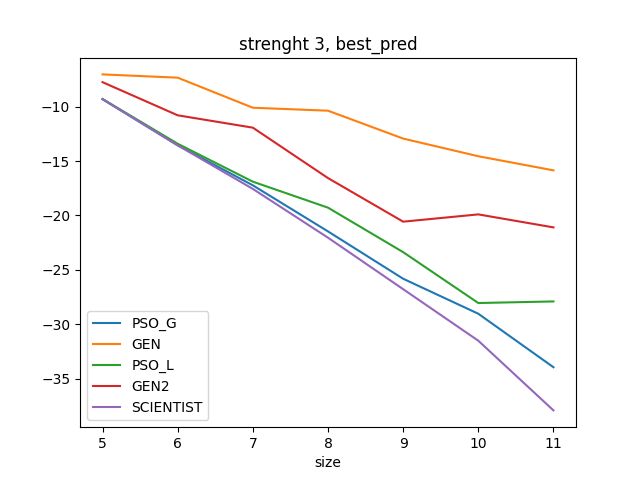 strenght 3, best_pred
−10
−15
−20
−25
−30
−35
PSO_G
GEN
PSO_L
GEN2
SCIENTIST
5 6 7 8 9 10 11
size